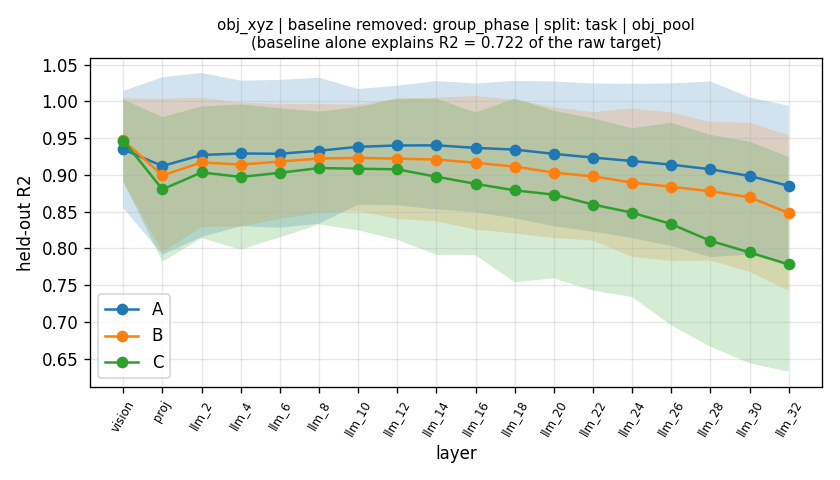 obj_xyz | baseline removed: group_phase | split: task | obj_pool
(baseline alone explains R2 = 0.722 of the raw target)
1.05
1.00
0.95
0.90
0.85
0.80
0.75
0.70
0.65
held-out R2
A
B
C
vision
proj
llm_2
llm_4
llm_6
llm_8
llm_10
llm_12
llm_14
llm_16
llm_18
llm_20
llm_22
llm_24
llm_26
llm_28
llm_30
llm_32
layer